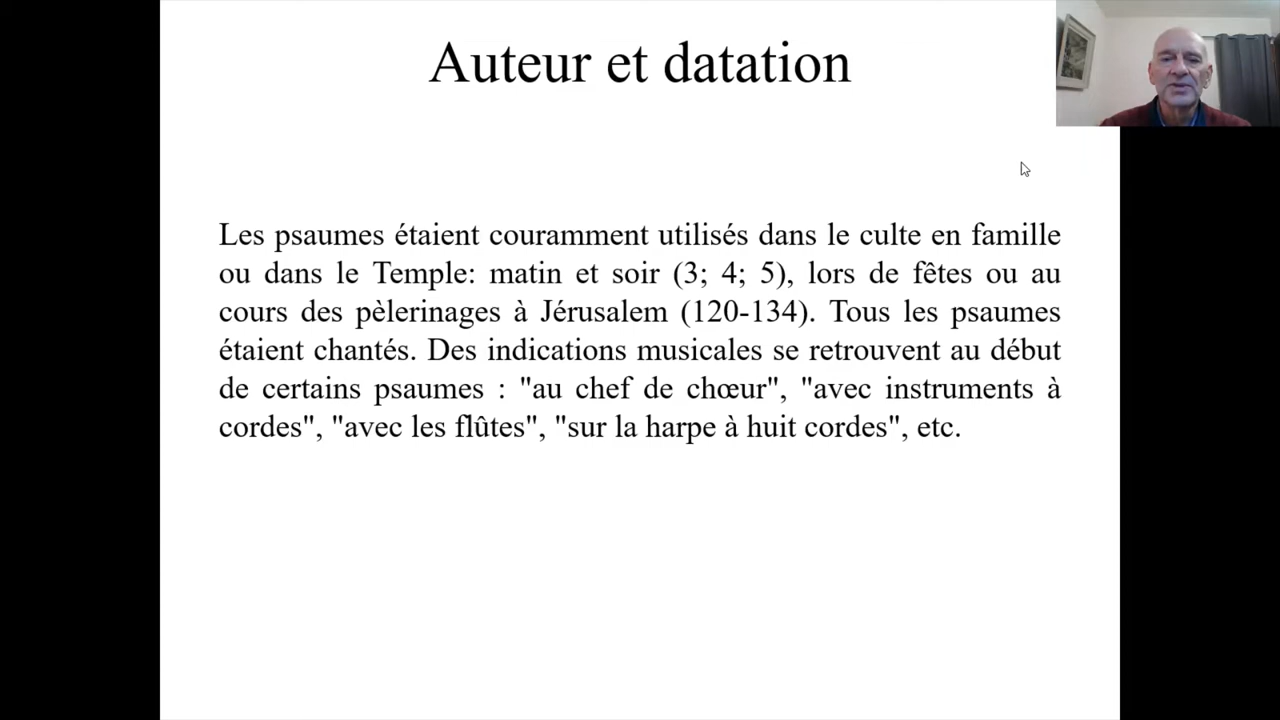 Auteur et datation
Les psaumes étaient couramment utilisés dans le culte en famille
ou dans le Temple: matin et soir (3; 4; 5), lors de fêtes ou au
cours des pèlerinages à Jérusalem (120-134). Tous les psaumes
étaient chantés. Des indications musicales se retrouvent au début
de certains psaumes : "au chef de chœur", "avec instruments à
cordes", "avec les flûtes", "sur la harpe à huit cordes", etc.